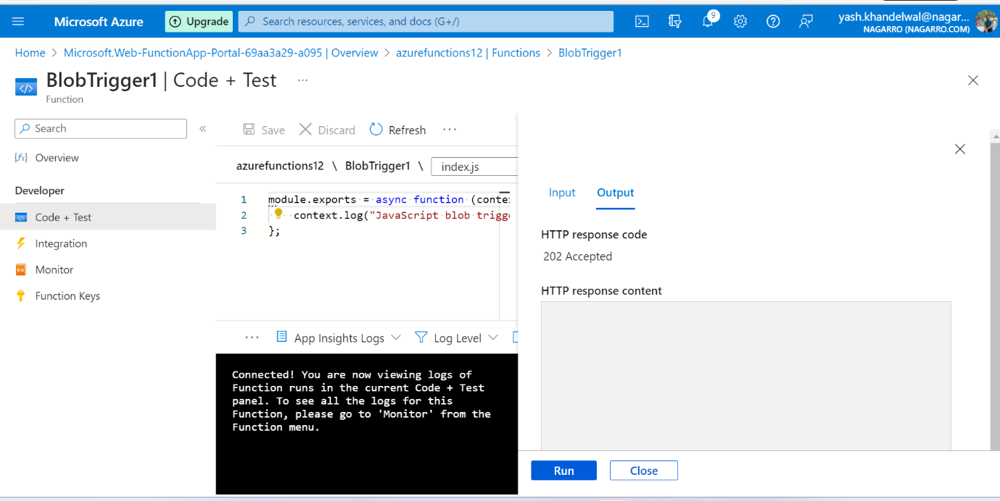 Microsoft Azure
Upgrade
Search resources, services, and docs (G+/)
9
yash.khandelwal@nagar...
NAGARRO (NAGARRO.COM)
Home > Microsoft.Web-FunctionApp-Portal-69aa3a29-a095 | Overview > azurefunctions12 | Functions > BlobTrigger1
BlobTrigger1 | Code + Test ...
Function
Search
«
Save
Discard
Refresh
...
Overview
Developer
Code + Test
Integration
Monitor
Function Keys
azurefunctions12 \ BlobTrigger1 \ index.js
1 module.exports = async function (conte
2 context.log("JavaScript blob trigg
3 };
... App Insights Logs Log Level
Connected! You are now viewing logs of
Function runs in the current Code + Test
panel. To see all the logs for this
Function, please go to 'Monitor' from the
Function menu.
Input Output
HTTP response code
202 Accepted
HTTP response content
Run Close